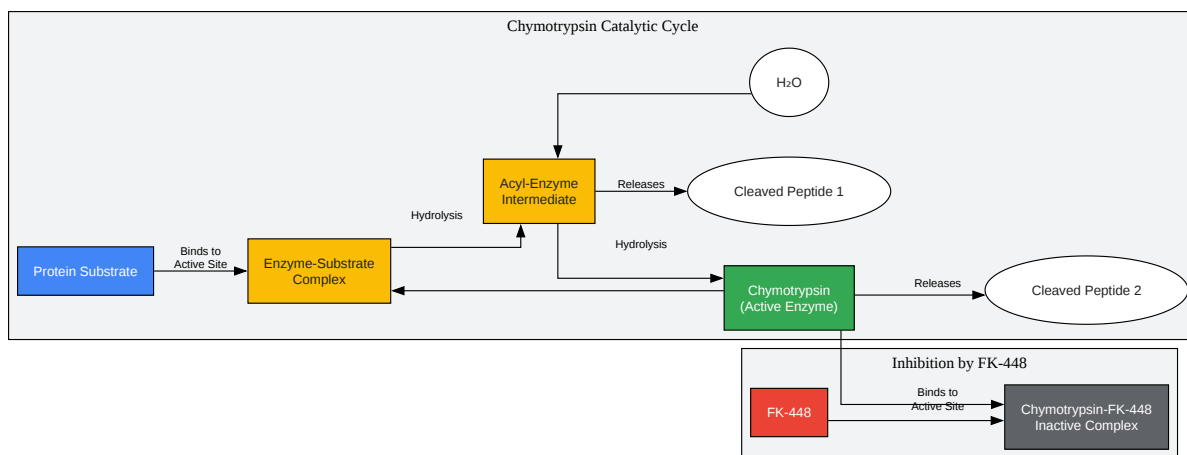 Chymotrypsin Catalytic Cycle
H₂O
Acyl-Enzyme
Intermediate
Releases
Cleaved Peptide 1
Hydrolysis
Hydrolysis
Protein Substrate
Binds to
Active Site
Enzyme-Substrate
Complex
Chymotrypsin
(Active Enzyme)
Releases
Cleaved Peptide 2
Inhibition by FK-448
FK-448
Binds to
Active Site
Chymotrypsin-FK-448
Inactive Complex